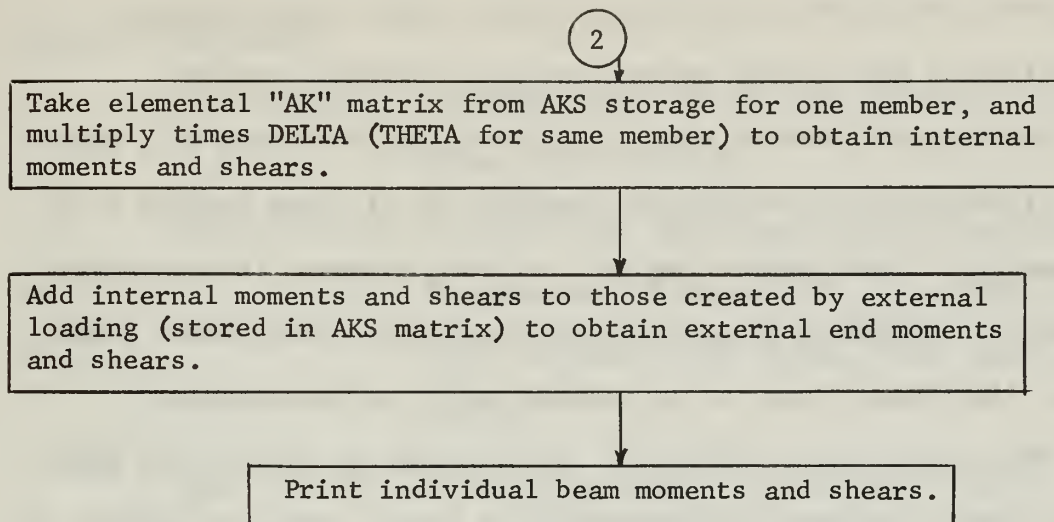 2
Take elemental "AK" matrix from AKS storage for one member, and
multiply times DELTA (THETA for same member) to obtain internal
moments and shears.
Add internal moments and shears to those created by external
loading (stored in AKS matrix) to obtain external end moments
and shears.
Print individual beam moments and shears.